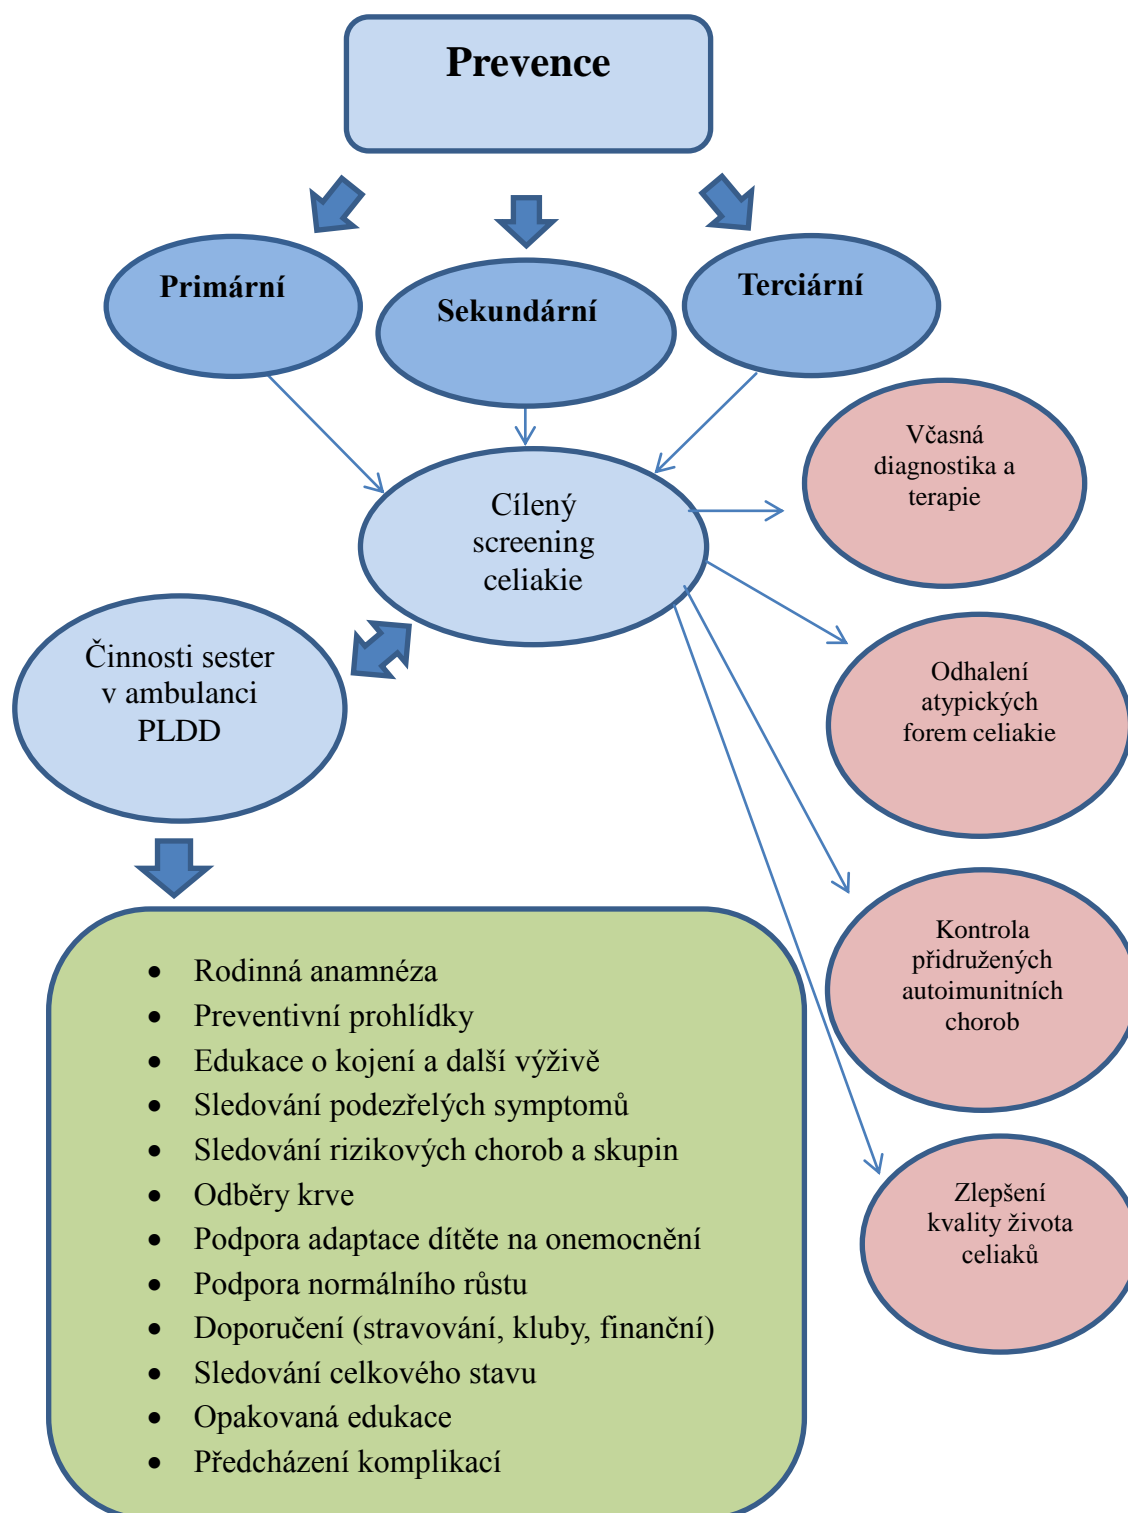 Prevence
Primární
Sekundární
Terciární
Včasná
diagnostika a
terapie
Cílený
screening
celiakie
Činnosti sester
v ambulanci
PLDD
Odhalení
atypických
forem celiakie
Kontrola
přidružených
autoimunitních
chorob
Zlepšení
kvality života
celiaků
• Rodinná anamnéza
• Preventivní prohlídky
• Edukace o kojení a další výživě
• Sledování podezřelých symptomů
• Sledování rizikových chorob a skupin
• Odběry krve
• Podpora adaptace dítěte na onemocnění
• Podpora normálního růstu
• Doporučení (stravování, kluby, finanční)
• Sledování celkového stavu
• Opakovaná edukace
• Předcházení komplikací